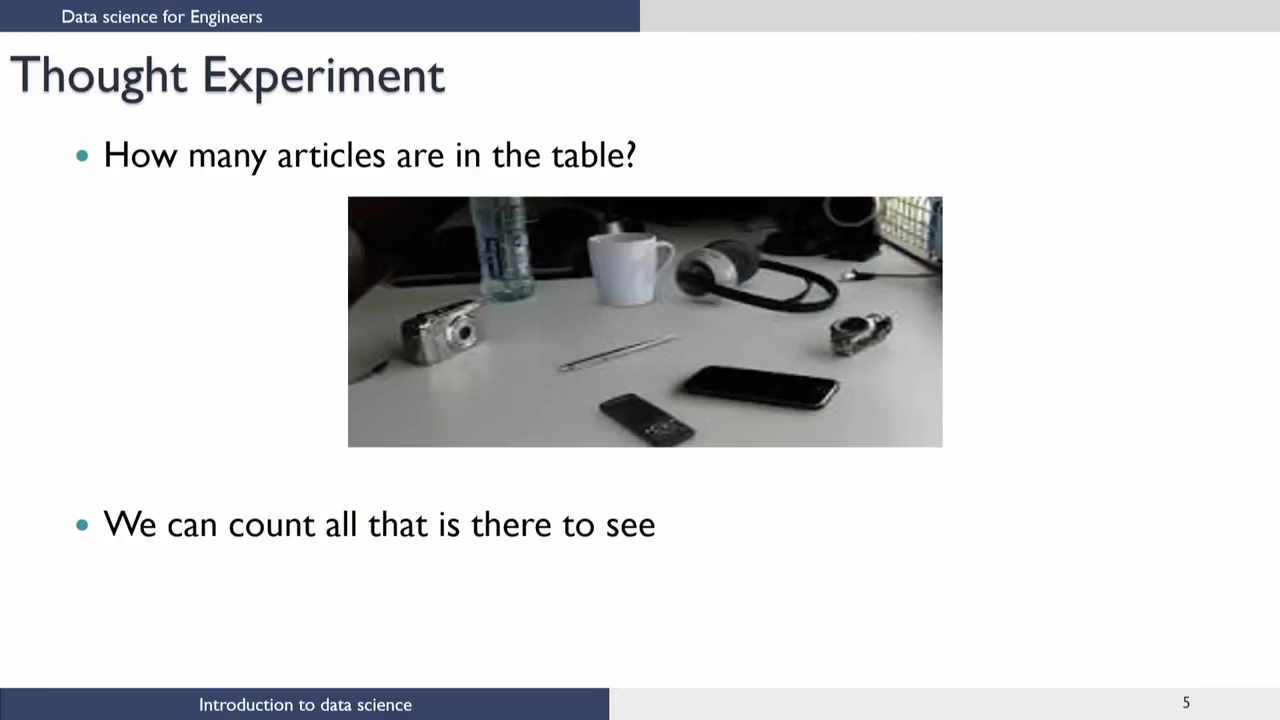 Data science for Engineers
Thought Experiment
How many articles are in the table?
We can count all that is there to see
Introduction to data science
5